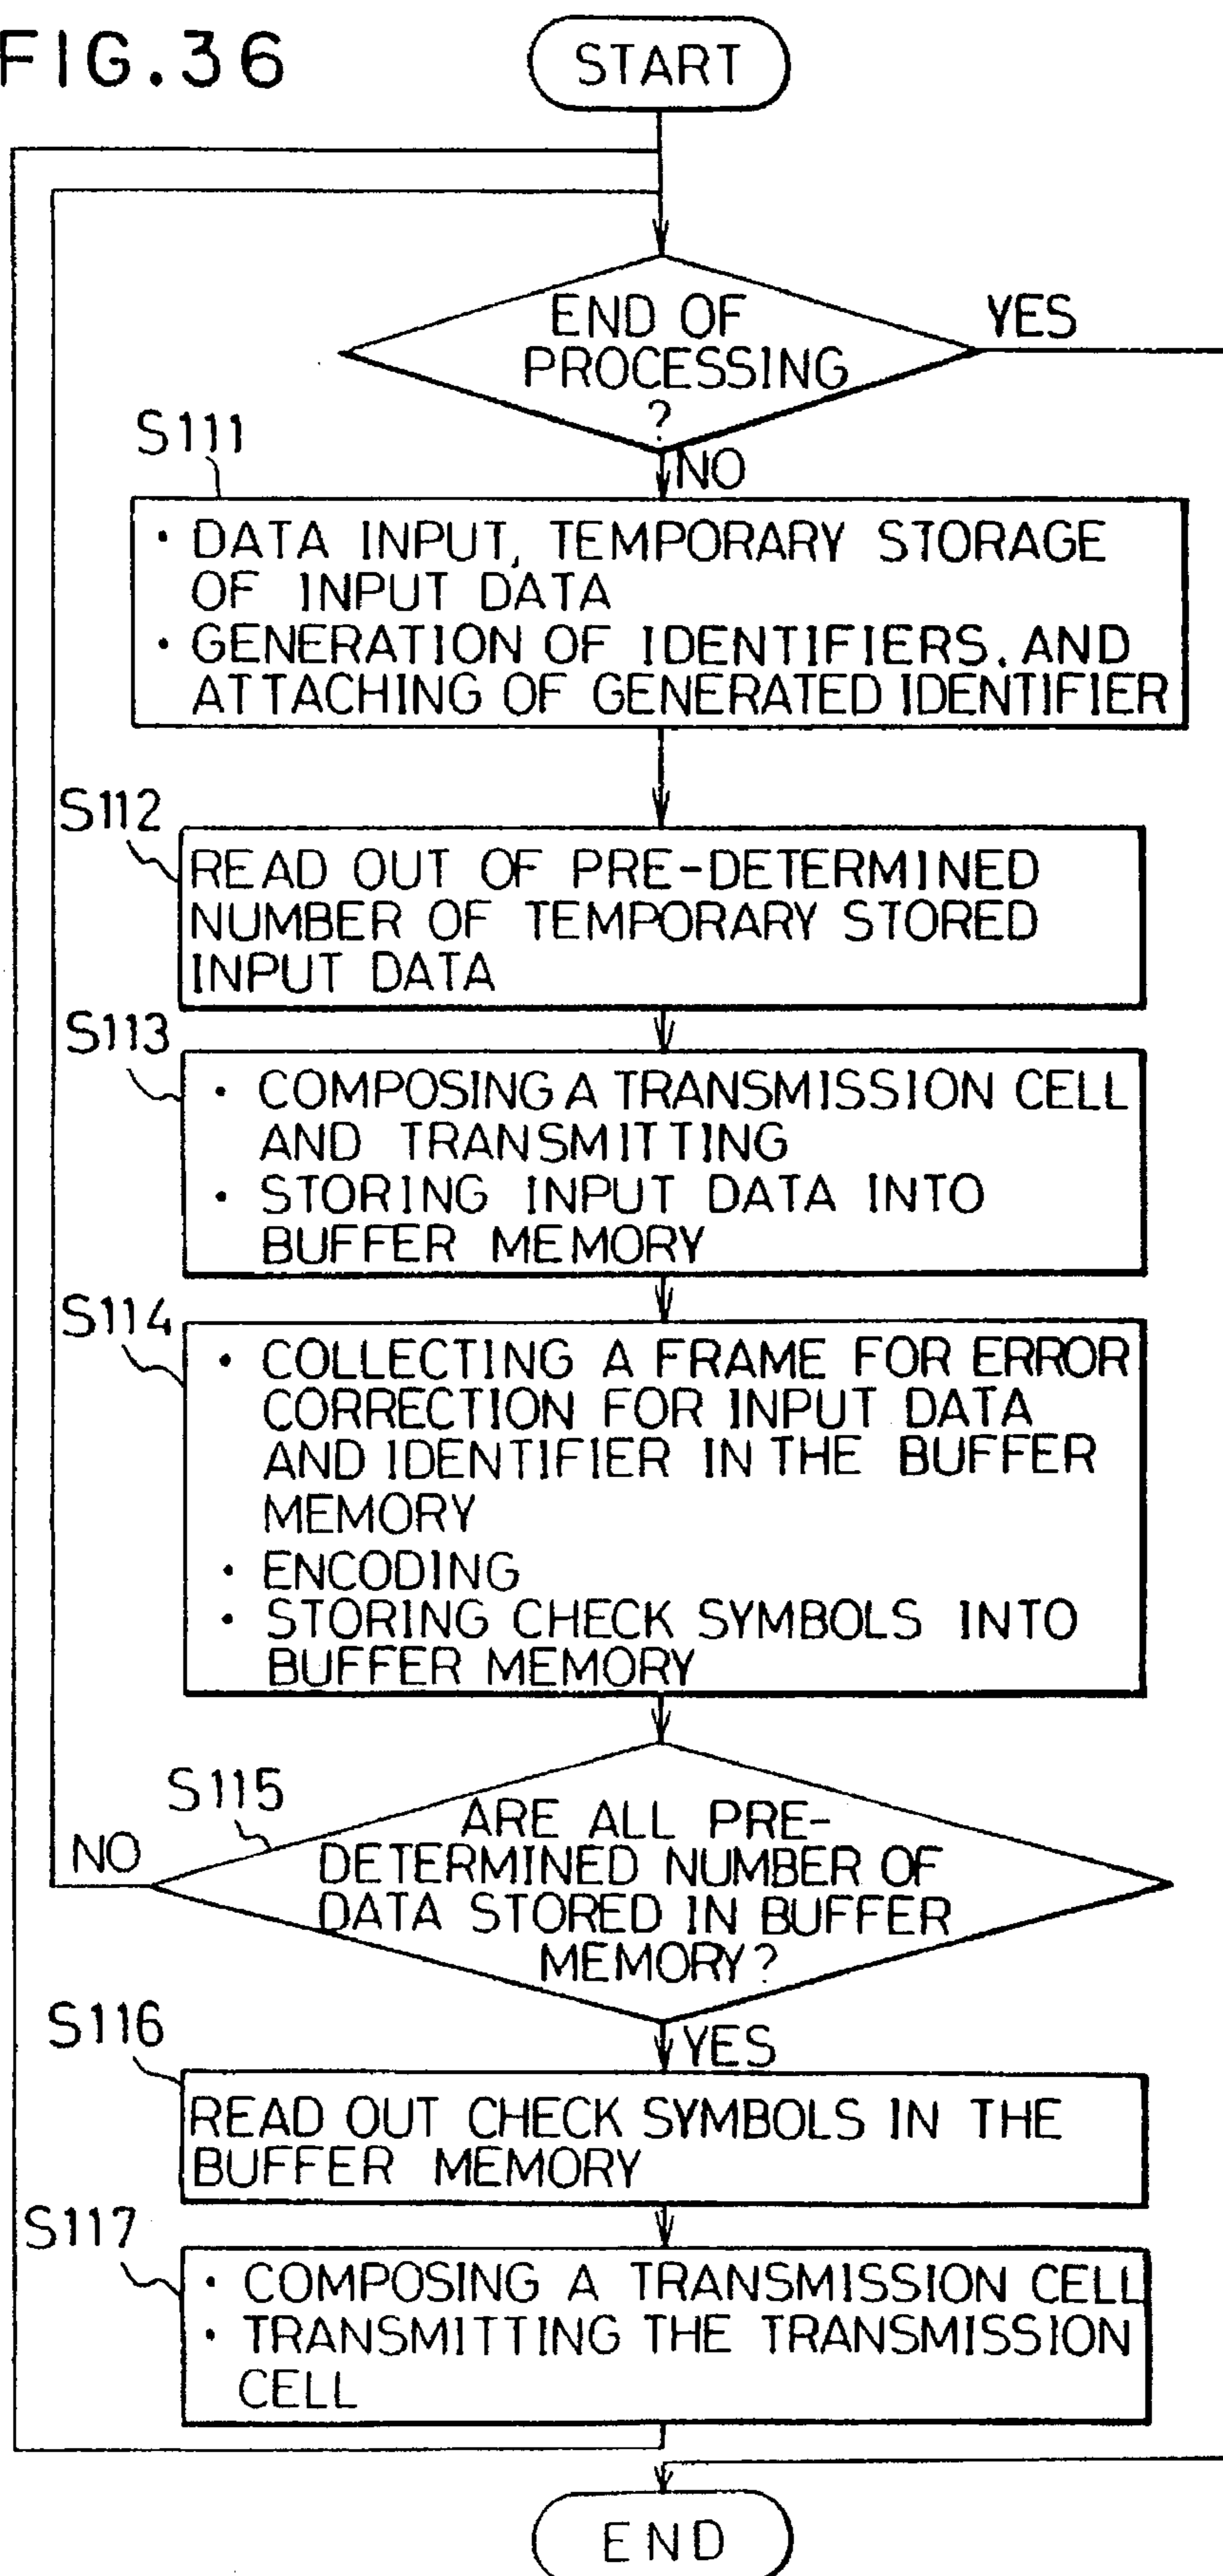 FIG.36
START
END OF
PROCESSING
?
YES
NO
S111
· DATA INPUT, TEMPORARY STORAGE
OF INPUT DATA
· GENERATION OF IDENTIFIERS. AND
ATTACHING OF GENERATED IDENTIFIER
S112
READ OUT OF PRE-DETERMINED
NUMBER OF TEMPORARY STORED
INPUT DATA
S113
· COMPOSING A TRANSMISSION CELL
AND TRANSMITTING
· STORING INPUT DATA INTO
BUFFER MEMORY
S114
· COLLECTING A FRAME FOR ERROR
CORRECTION FOR INPUT DATA
AND IDENTIFIER IN THE BUFFER
MEMORY
· ENCODING
· STORING CHECK SYMBOLS INTO
BUFFER MEMORY
S115
ARE ALL PRE-
DETERMINED NUMBER OF
DATA STORED IN BUFFER
MEMORY?
NO
YES
S116
READ OUT CHECK SYMBOLS IN THE
BUFFER MEMORY
S117
· COMPOSING A TRANSMISSION CELL
· TRANSMITTING THE TRANSMISSION
CELL
END